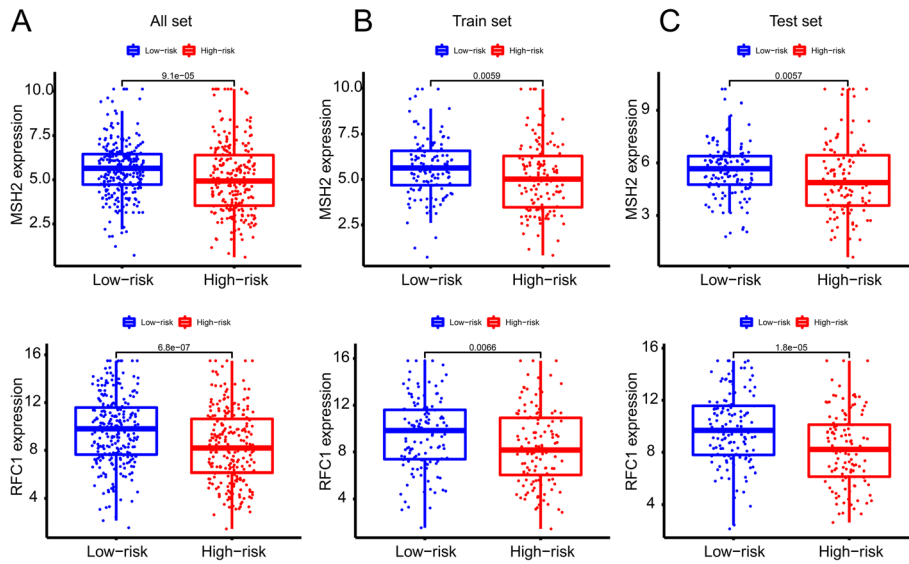 A All set
Low-risk High-risk
9.1e-05
10.0
7.5
5.0
2.5
MSH2 expression
Low-risk High-risk
B Train set
Low-risk High-risk
0.0059
10.0
7.5
5.0
2.5
MSH2 expression
Low-risk High-risk
C Test set
Low-risk High-risk
0.0057
9
6
3
MSH2 expression
Low-risk High-risk
Low-risk High-risk
6.8e-07
16
12
8
4
RFC1 expression
Low-risk High-risk
Low-risk High-risk
0.0066
16
12
8
4
RFC1 expression
Low-risk High-risk
Low-risk High-risk
1.8e-05
16
12
8
4
RFC1 expression
Low-risk High-risk